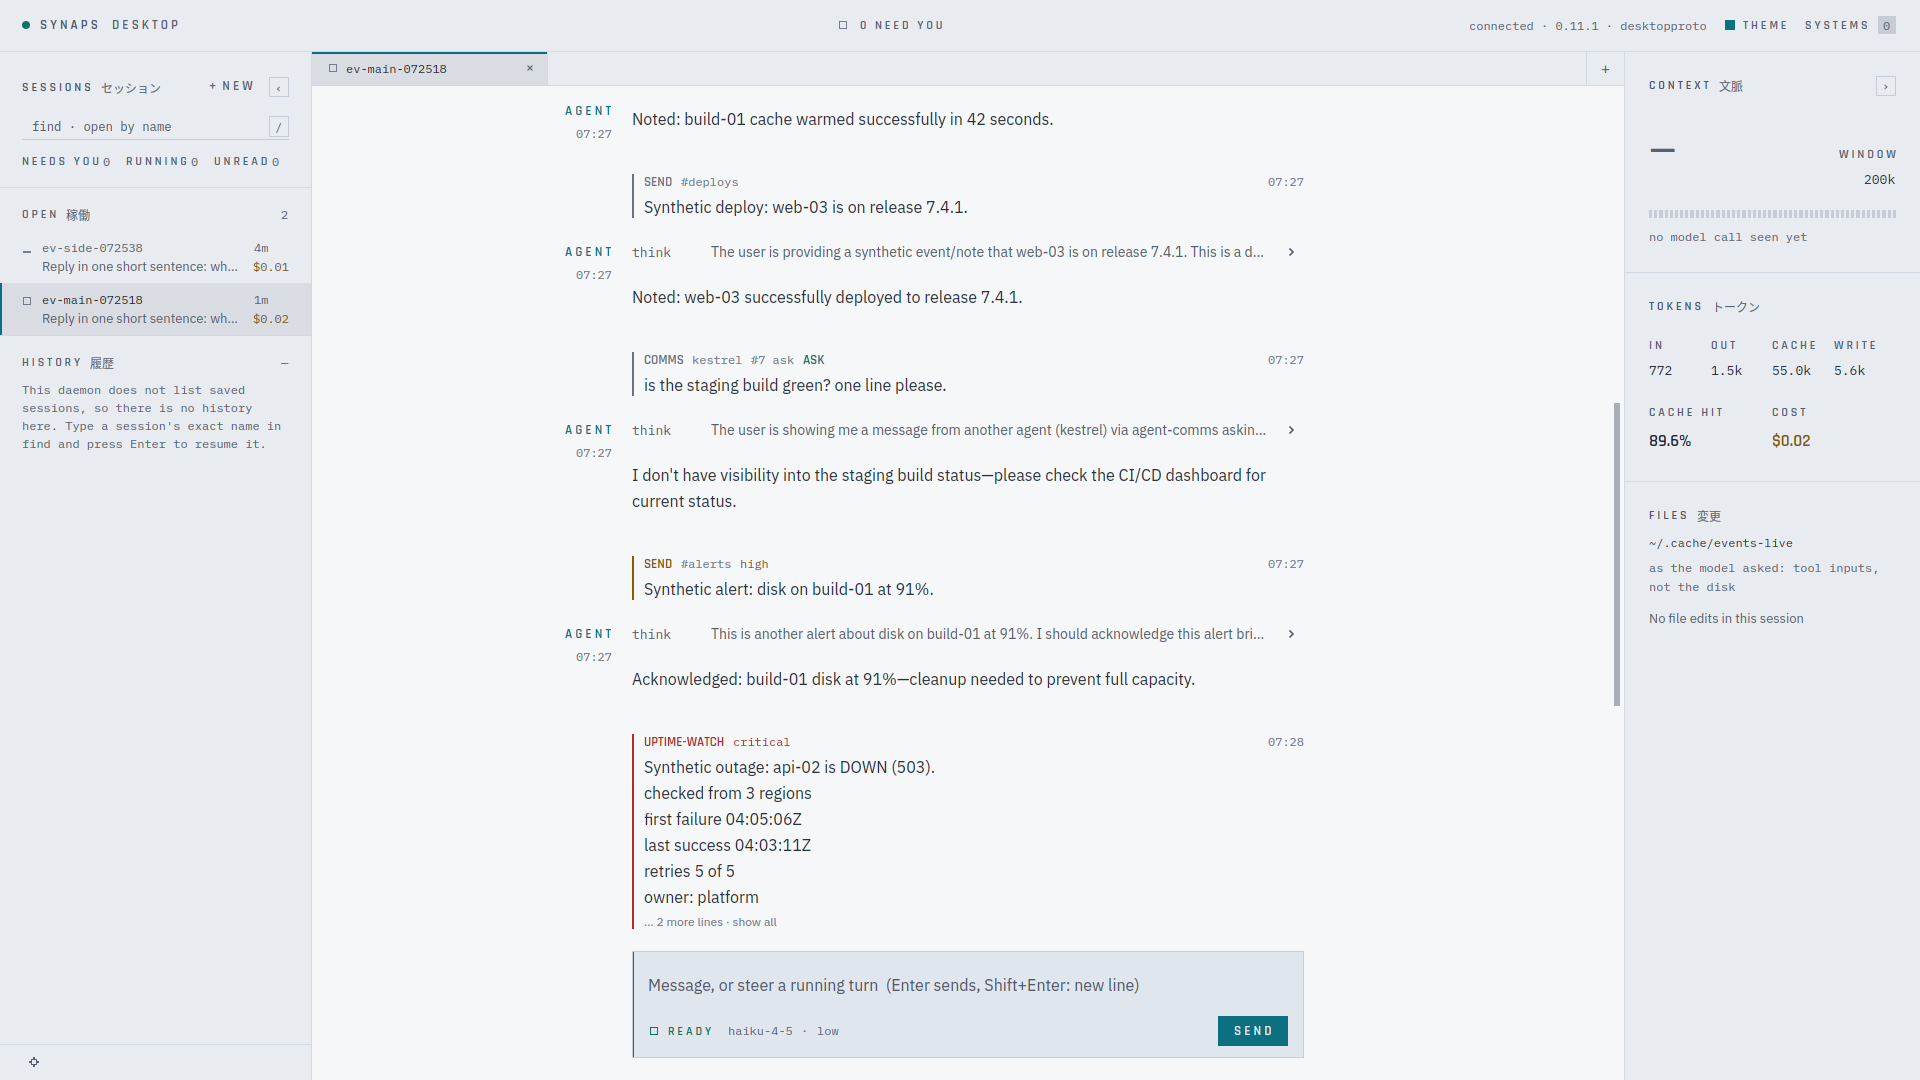 SYNAPS DESKTOP
0 NEED YOU
connected · 0.11.1 · desktopproto
THEME
SYSTEMS 0
SESSIONS セッション
+ NEW
‹
find · open by name
/
NEEDS YOU 0 RUNNING 0 UNREAD 0
OPEN 稼働 2
ev-side-072538 4m
Reply in one short sentence: wh... $0.01
ev-main-072518 1m
Reply in one short sentence: wh... $0.02
HISTORY 履歴 —
This daemon does not list saved
sessions, so there is no history
here. Type a session's exact name in
find and press Enter to resume it.
ev-main-072518 ×
+
AGENT
07:27
Noted: build-01 cache warmed successfully in 42 seconds.
SEND #deploys 07:27
Synthetic deploy: web-03 is on release 7.4.1.
AGENT
07:27
think The user is providing a synthetic event/note that web-03 is on release 7.4.1. This is a d... ›
Noted: web-03 successfully deployed to release 7.4.1.
COMMS kestrel #7 ask ASK 07:27
is the staging build green? one line please.
AGENT
07:27
think The user is showing me a message from another agent (kestrel) via agent-comms askin... ›
I don't have visibility into the staging build status—please check the CI/CD dashboard for
current status.
SEND #alerts high 07:27
Synthetic alert: disk on build-01 at 91%.
AGENT
07:27
think This is another alert about disk on build-01 at 91%. I should acknowledge this alert bri... ›
Acknowledged: build-01 disk at 91%—cleanup needed to prevent full capacity.
UPTIME-WATCH critical 07:28
Synthetic outage: api-02 is DOWN (503).
checked from 3 regions
first failure 04:05:06Z
last success 04:03:11Z
retries 5 of 5
owner: platform
... 2 more lines · show all
Message, or steer a running turn (Enter sends, Shift+Enter: new line)
READY haiku-4-5 · low
SEND
CONTEXT 文脈 ›
—
WINDOW
200k
no model call seen yet
TOKENS トークン
IN OUT CACHE WRITE
772 1.5k 55.0k 5.6k
CACHE HIT COST
89.6% $0.02
FILES 変更
~/.cache/events-live
as the model asked: tool inputs,
not the disk
No file edits in this session